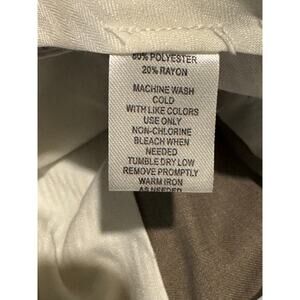 60% POLYESTER
20% RAYON
MACHINE WASH
COLD
WITH LIKE COLORS
USE ONLY
NON-CHLORINE
BLEACH WHEN
NEEDED
TUMBLE DRY LOW
REMOVE PROMPTLY
WARM IRON
AS NEEDED